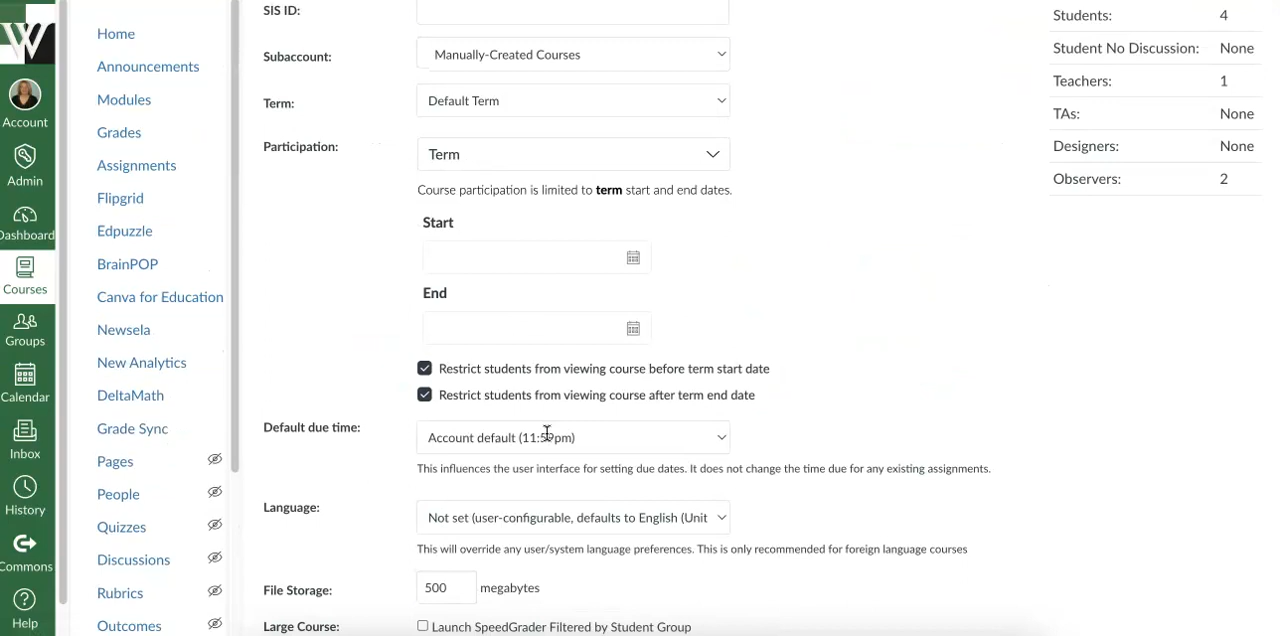 W
Account
Admin
Dashboard
Courses
Groups
Calendar
Inbox
History
Commons
Help
Home
Announcements
Modules
Grades
Assignments
Flipgrid
Edpuzzle
BrainPOP
Canva for Education
Newsela
New Analytics
DeltaMath
Grade Sync
Pages
People
Quizzes
Discussions
Rubrics
Outcomes
SIS ID:
Subaccount: Manually-Created Courses
Term: Default Term
Participation: Term
Course participation is limited to term start and end dates.
Start
End
Restrict students from viewing course before term start date
Restrict students from viewing course after term end date
Default due time: Account default (11:59pm)
This influences the user interface for setting due dates. It does not change the time due for any existing assignments.
Language: Not set (user-configurable, defaults to English (Unit
This will override any user/system language preferences. This is only recommended for foreign language courses
File Storage: 500 megabytes
Large Course: Launch SpeedGrader Filtered by Student Group
Students: 4
Student No Discussion: None
Teachers: 1
TAs: None
Designers: None
Observers: 2